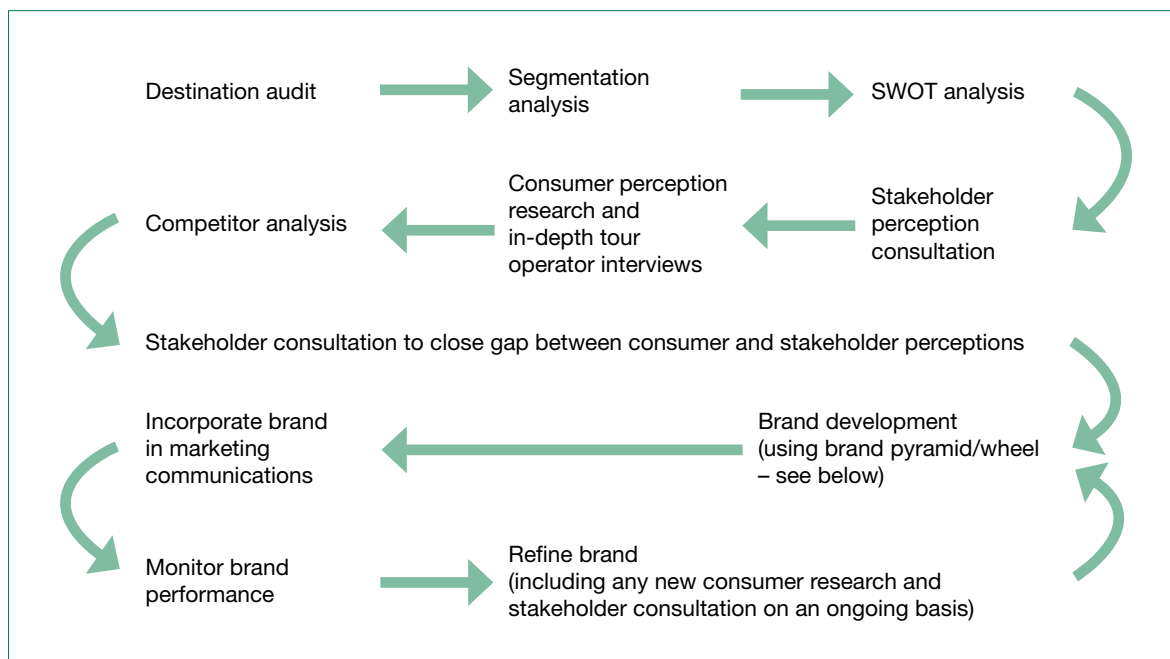 Destination audit
Segmentation
analysis
SWOT analysis
Stakeholder
perception
consultation
Consumer perception
research and
in-depth tour
operator interviews
Competitor analysis
Stakeholder consultation to close gap between consumer and stakeholder perceptions
Brand development
(using brand pyramid/wheel
– see below)
Incorporate brand
in marketing
communications
Monitor brand
performance
Refine brand
(including any new consumer research and
stakeholder consultation on an ongoing basis)